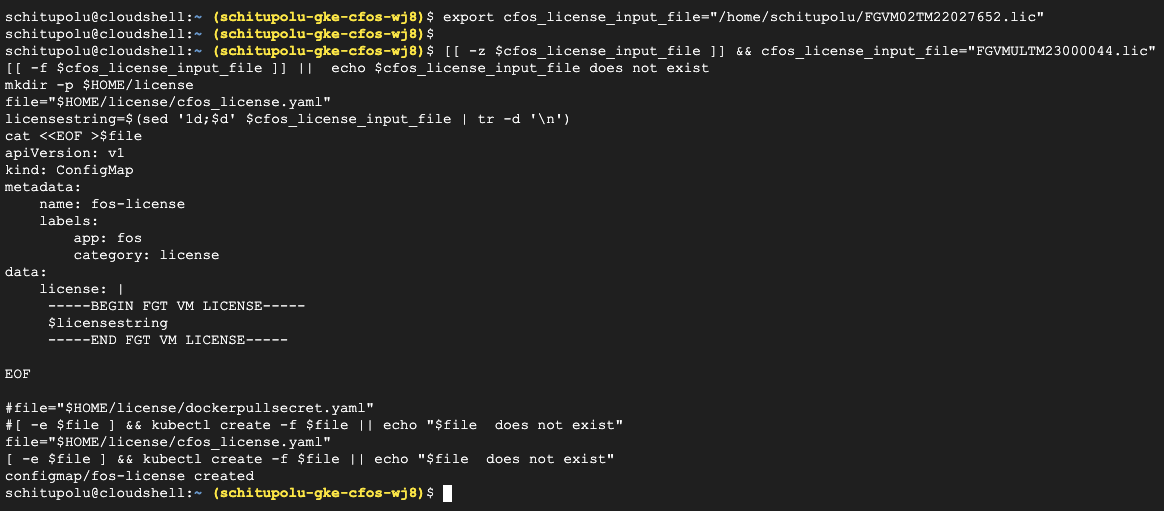 schitupolu@cloudshell:~ (schitupolu-gke-cfos-wj8)$ export cfos_license_input_file="/home/schitupolu/FGVM02TM22027652.lic"
schitupolu@cloudshell:~ (schitupolu-gke-cfos-wj8)$
schitupolu@cloudshell:~ (schitupolu-gke-cfos-wj8)$ [[ -z $cfos_license_input_file ]] && cfos_license_input_file="FGVMULTM23000044.lic"
[[ -f $cfos_license_input_file ]] ||  echo $cfos_license_input_file does not exist
mkdir -p $HOME/license
file="$HOME/license/cfos_license.yaml"
licensestring=$(sed '1d;$d' $cfos_license_input_file | tr -d '\n')
cat <<EOF >$file
apiVersion: v1
kind: ConfigMap
metadata:
    name: fos-license
    labels:
        app: fos
        category: license
data:
    license: |
     -----BEGIN FGT VM LICENSE-----
     $licensestring
     -----END FGT VM LICENSE-----

EOF

#file="$HOME/license/dockerpullsecret.yaml"
#[ -e $file ] && kubectl create -f $file || echo "$file  does not exist"
file="$HOME/license/cfos_license.yaml"
[ -e $file ] && kubectl create -f $file || echo "$file  does not exist"
configmap/fos-license created
schitupolu@cloudshell:~ (schitupolu-gke-cfos-wj8)$